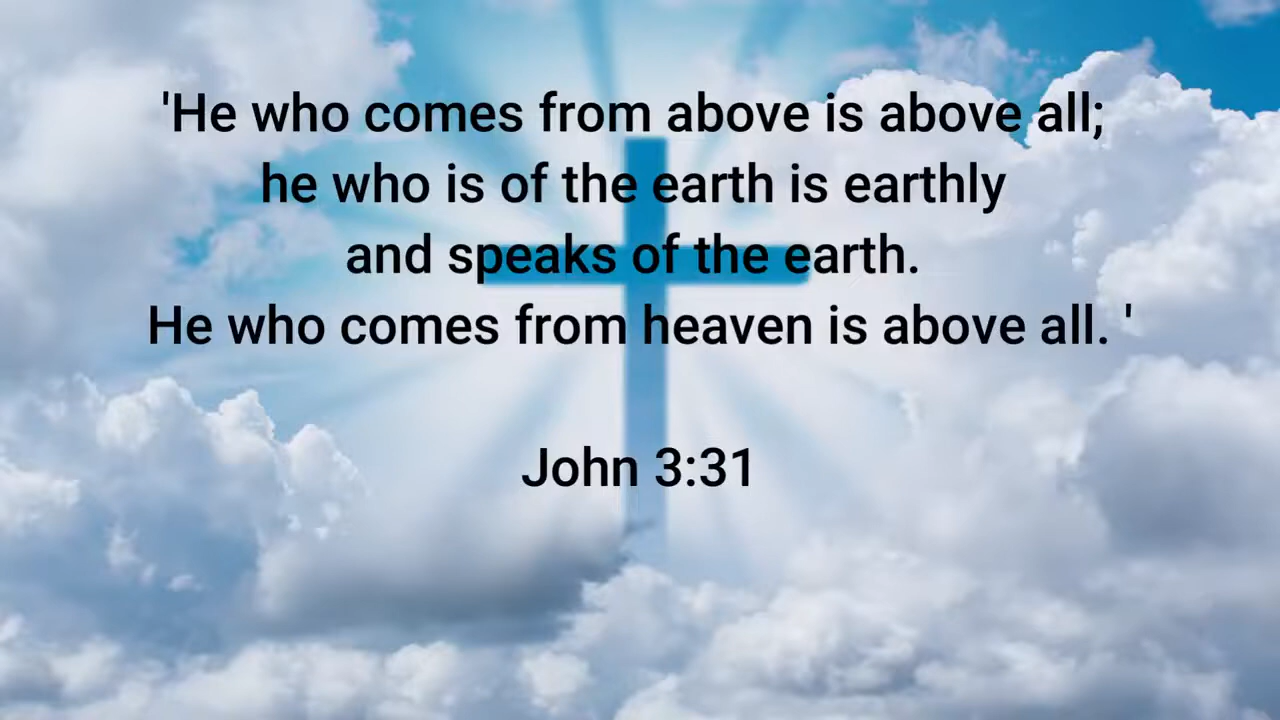 'He who comes from above is above all;
he who is of the earth is earthly
and speaks of the earth.
He who comes from heaven is above all. '
John 3:31